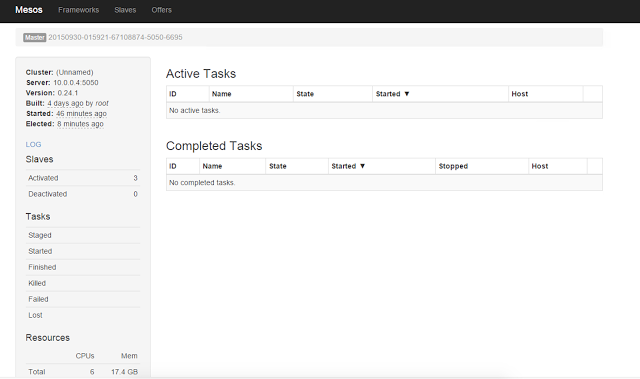 Mesos Frameworks Slaves Offers
Master 20150930-015921-67108874-5050-6695
Cluster: (Unnamed)
Server: 10.0.0.4:5050
Version: 0.24.1
Built: 4 days ago by root
Started: 46 minutes ago
Elected: 8 minutes ago
LOG
Slaves
Activated 3
Deactivated 0
Tasks
Staged
Started
Finished
Killed
Failed
Lost
Resources
CPUs Mem
Total 6 17.4 GB
Active Tasks
ID Name State Started ▼ Host
No active tasks.
Completed Tasks
ID Name State Started ▼ Stopped Host
No completed tasks.